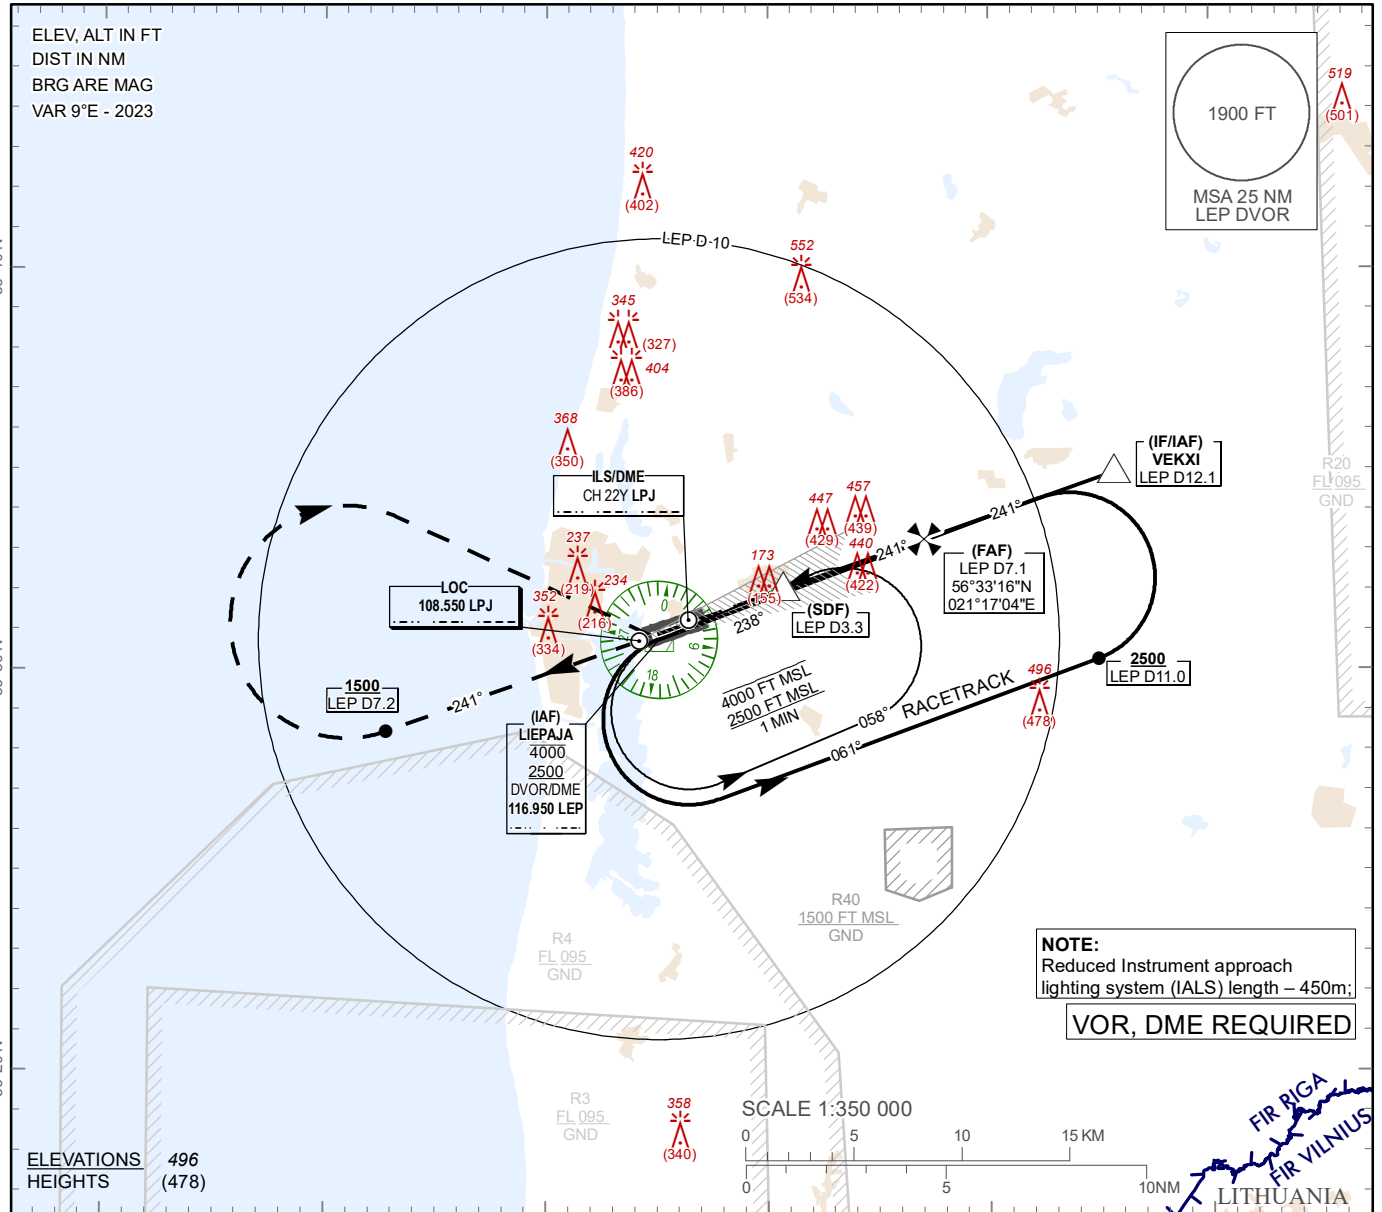 ELEV, ALT IN FT
DIST IN NM
BRG ARE MAG
VAR 9°E - 2023
1900 FT
MSA 25 NM
LEP DVOR
519
(501)
420
(402)
LEP D 10
552
(534)
345
(327)
404
(386)
368
(350)
ILS/DME
CH 22Y LPJ
(IF/IAF)
VEKXI
LEP D12.1
R20
FL 095
GND
447
(429)
457
(439)
241°
440
(422)
241°
(FAF)
LEP D7.1
56°33'16"N
021°17'04"E
237
(219)
173
(155)
LOC
108.550 LPJ
234
(216)
352
(334)
0
27
9
18
238°
(SDF)
LEP D3.3
1500
LEP D7.2
241°
4000 FT MSL
2500 FT MSL
1 MIN
058°
RACETRACK
061°
496
(478)
2500
LEP D11.0
(IAF)
LIEPAJA
4000
2500
DVOR/DME
116.950 LEP
R40
1500 FT MSL
GND
R4
FL 095
GND
NOTE:
Reduced Instrument approach
lighting system (IALS) length – 450m;
VOR, DME REQUIRED
R3
FL 095
GND
358
(340)
SCALE 1:350 000
0 5 10 15 KM
0 5 10NM
FIR RIGA
FIR VILNIUS
LITHUANIA
ELEVATIONS 496
HEIGHTS (478)